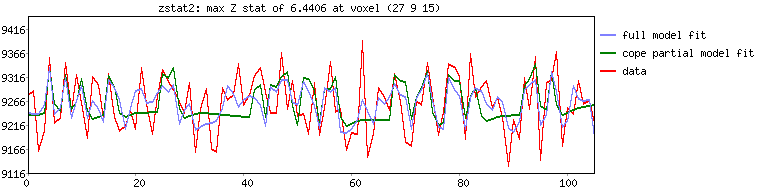 zstat2: max Z stat of 6.4406 at voxel (27 9 15)
9416
9366
9316
9266
9216
9166
9116
0 20 40 60 80 100
full model fit
cope partial model fit
data